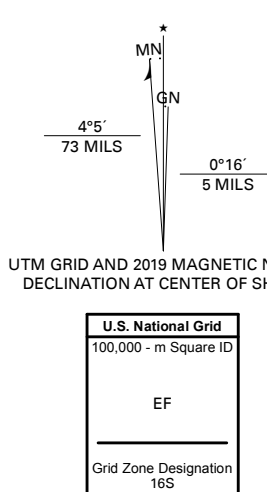 ★
MN
GN
4°5´
73 MILS
0°16´
5 MILS
UTM GRID AND 2019 MAGNETIC
DECLINATION AT CENTER OF
U.S. National Grid
100,000 - m Square ID
EF
Grid Zone Designation
16S